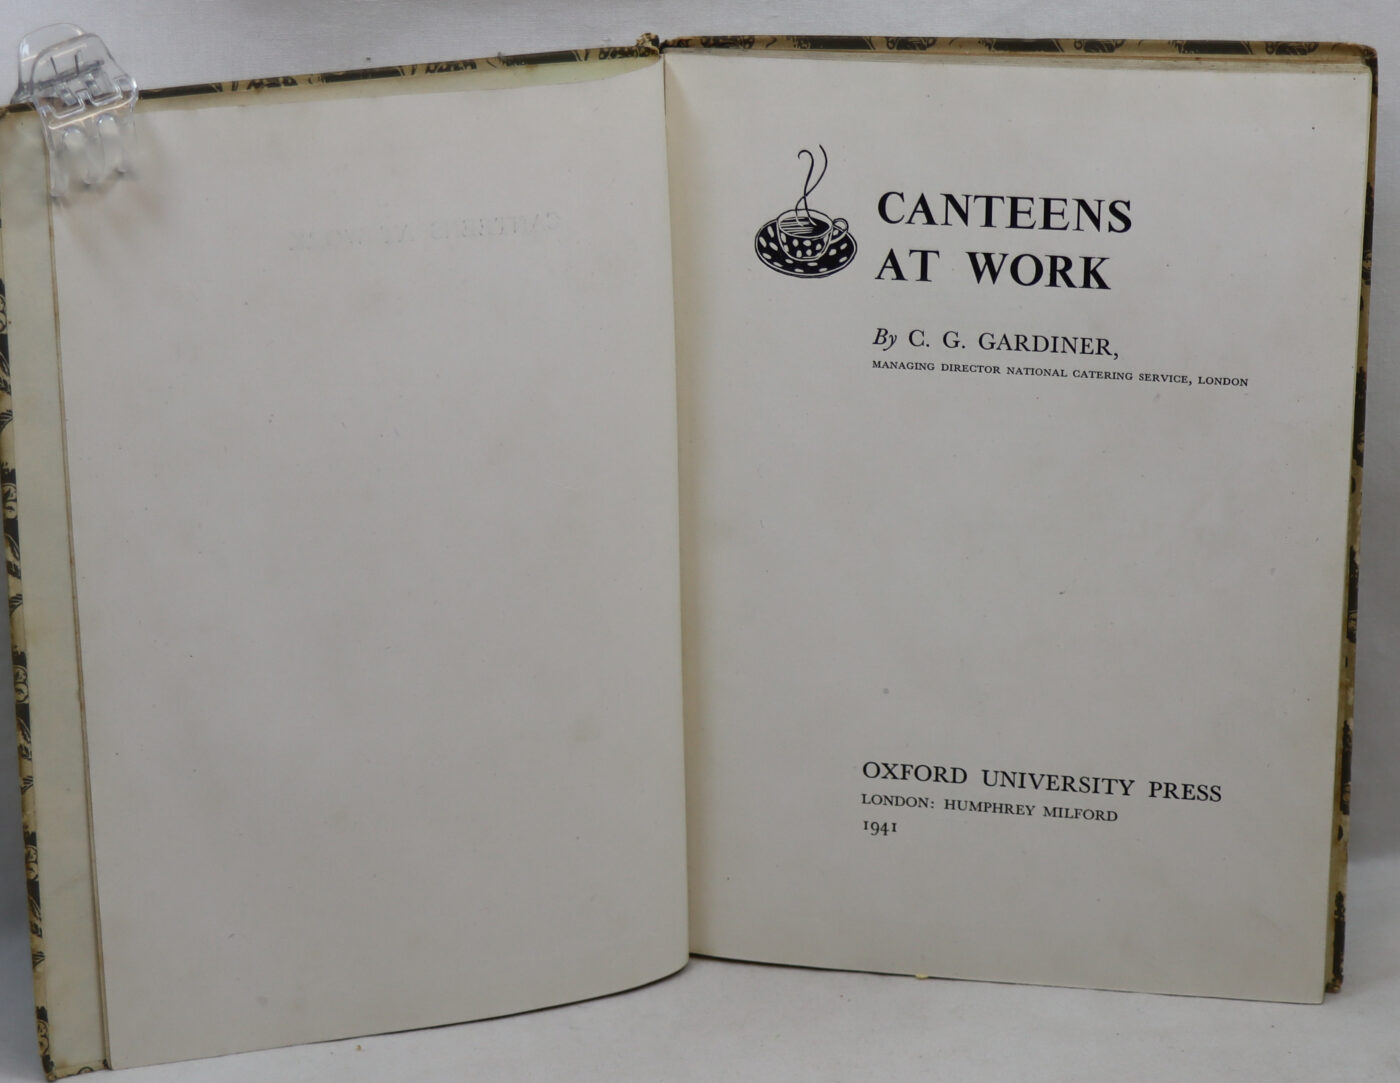 CANTEENS
AT WORK
By C. G. GARDINER,
MANAGING DIRECTOR NATIONAL CATERING SERVICE, LONDON
OXFORD UNIVERSITY PRESS
LONDON: HUMPHREY MILFORD
1941